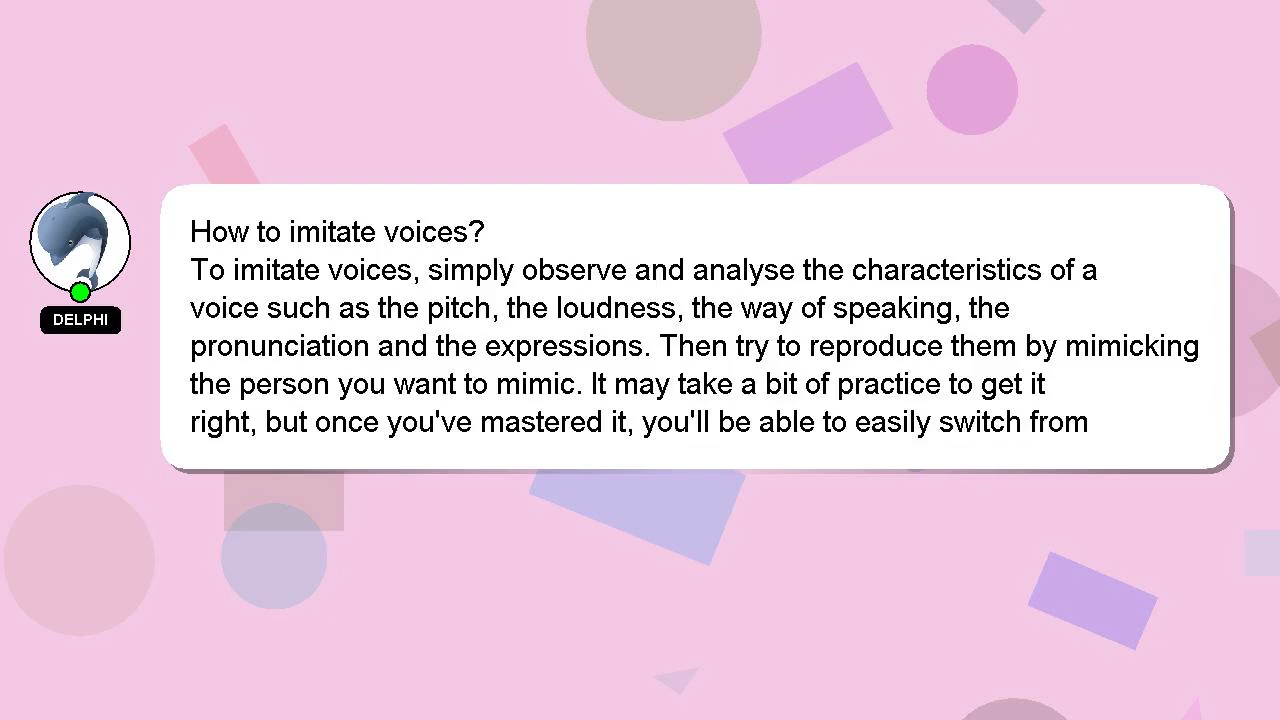 How to imitate voices?
To imitate voices, simply observe and analyse the characteristics of a
voice such as the pitch, the loudness, the way of speaking, the
pronunciation and the expressions. Then try to reproduce them by mimicking
the person you want to mimic. It may take a bit of practice to get it
right, but once you've mastered it, you'll be able to easily switch from
DELPHI